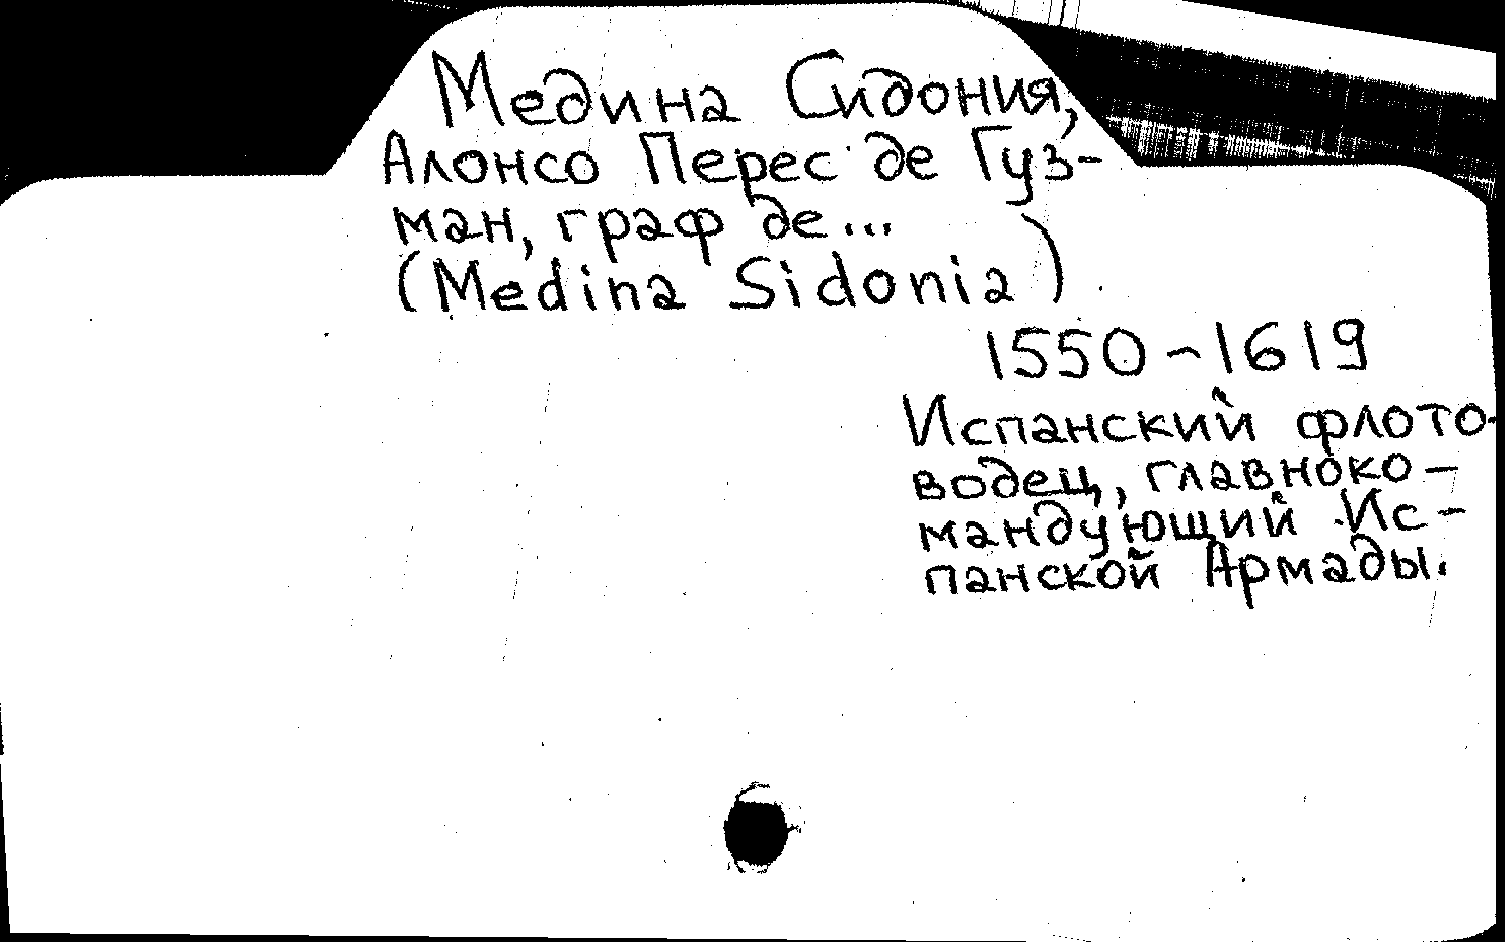 Медина Сидония,
Алонсо Перес де Гуз-
ман, граф де...
(Medina Sidonia)
1550-1619
Испанский флото-
водец, главноко-
мандующий Ис-
панской Армады.